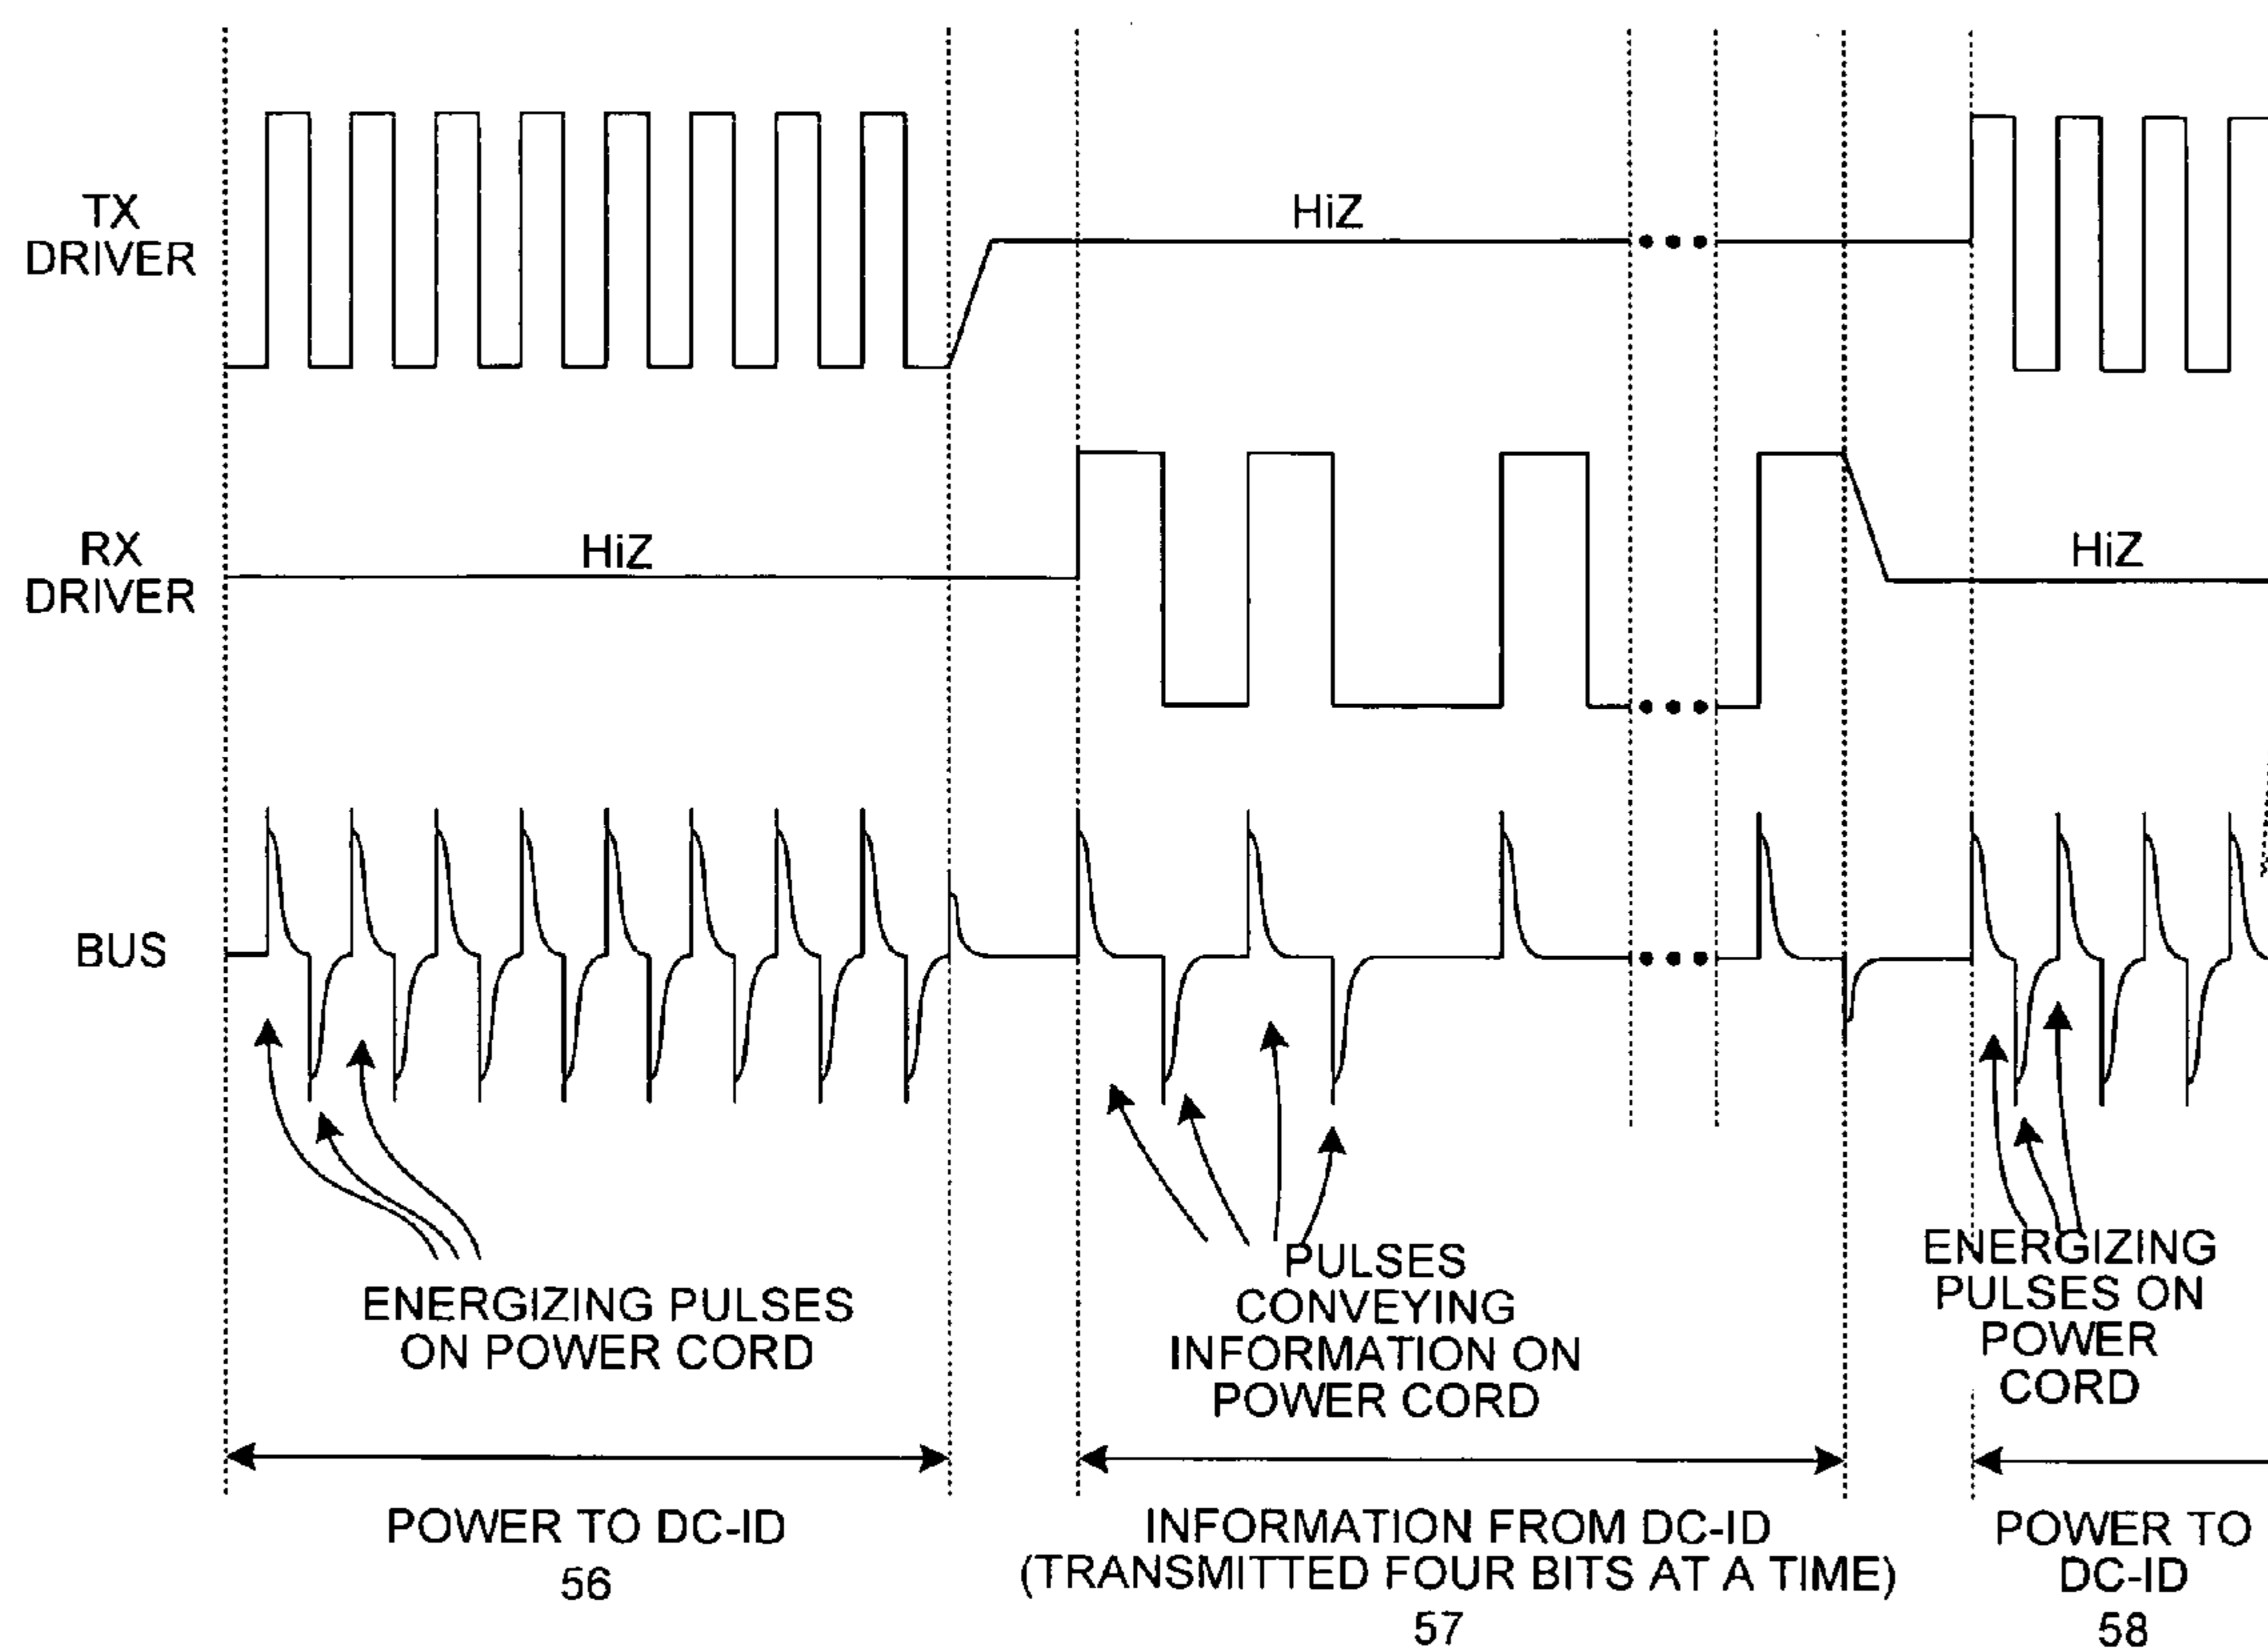 TX
DRIVER
HiZ
RX
DRIVER
HiZ
HiZ
BUS
ENERGIZING PULSES
ON POWER CORD
PULSES
CONVEYING
INFORMATION ON
POWER CORD
ENERGIZING
PULSES ON
POWER
CORD
POWER TO DC-ID
56
INFORMATION FROM DC-ID
(TRANSMITTED FOUR BITS AT A TIME)
57
POWER TO
DC-ID
58